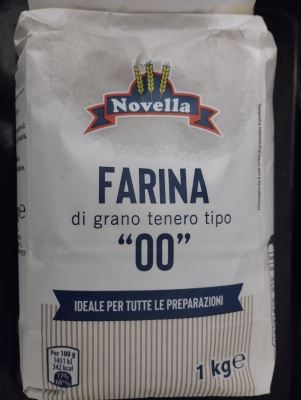 Novella
FARINA
di grano tenero tipo
"00"
IDEALE PER TUTTE LE PREPARAZIONI
Per 100 g
1451 kJ
342 kcal
1 kg e